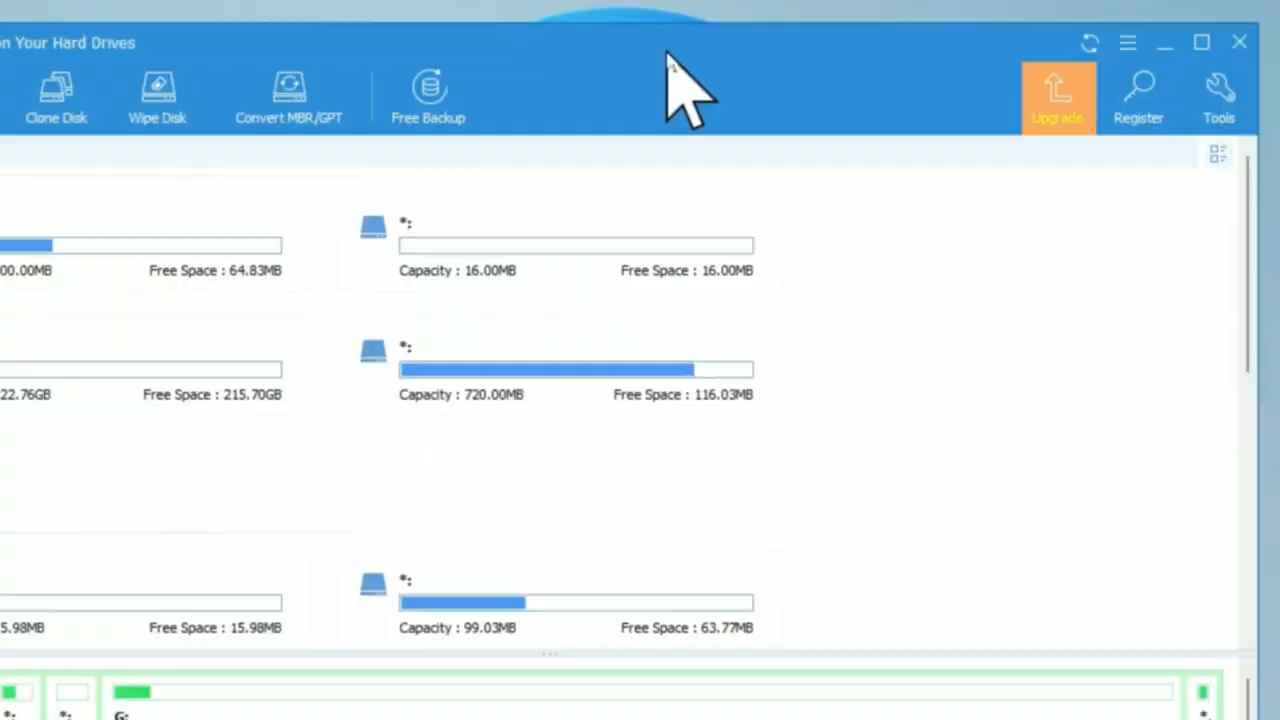 on Your Hard Drives
Clone Disk
Wipe Disk
Convert MBR/GPT
Free Backup
Upgrade
Register
Tools
*:
00.00MB
Free Space : 64.83MB
Capacity : 16.00MB
Free Space : 16.00MB
*:
22.76GB
Free Space : 215.70GB
Capacity : 720.00MB
Free Space : 116.03MB
*:
5.98MB
Free Space : 15.98MB
Capacity : 99.03MB
Free Space : 63.77MB
*:
*:
G:
*: